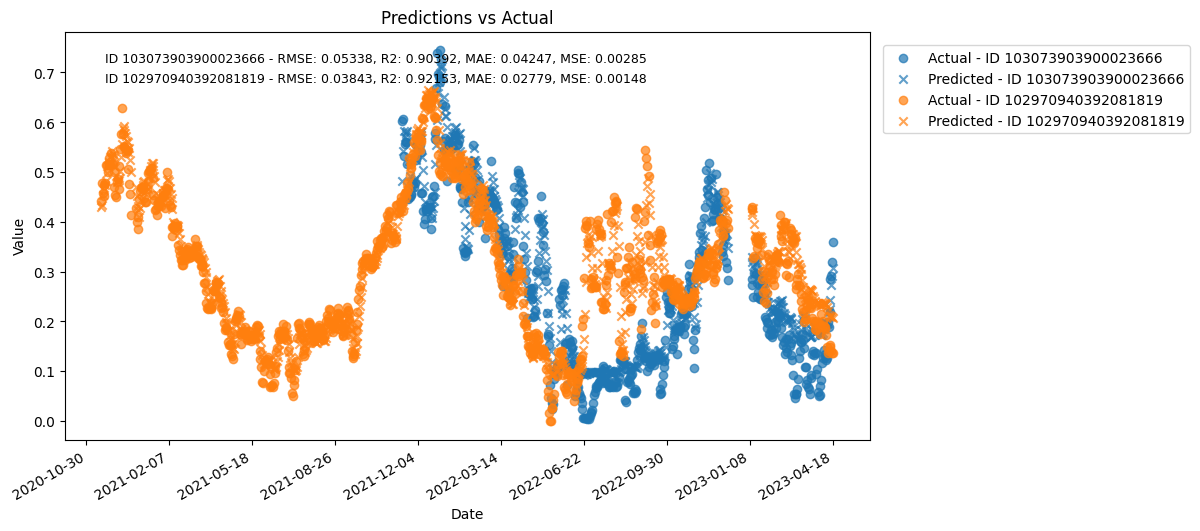 Predictions vs Actual
ID 103073903900023666 - RMSE: 0.05338, R2: 0.90392, MAE: 0.04247, MSE: 0.00285
ID 102970940392081819 - RMSE: 0.03843, R2: 0.92153, MAE: 0.02779, MSE: 0.00148
Actual - ID 103073903900023666
Predicted - ID 103073903900023666
Actual - ID 102970940392081819
Predicted - ID 102970940392081819
Value
0.7
0.6
0.5
0.4
0.3
0.2
0.1
0.0
2020-10-30
2021-02-07
2021-05-18
2021-08-26
2021-12-04
2022-03-14
2022-06-22
2022-09-30
2023-01-08
2023-04-18
Date